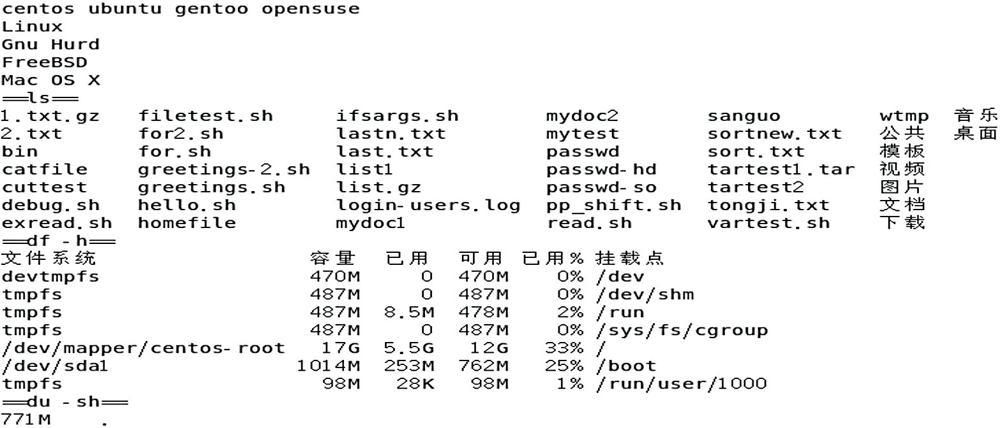 centos ubuntu gentoo opensuse
Linux
Gnu Hurd
FreeBSD
Mac OS X
==ls==
1.txt.gz   filetest.sh      ifsargs.sh       mydoc2       sanguo        wtmp  音乐
2.txt      for2.sh          lastn.txt        mytest       sortnew.txt   公共  桌面
bin        for.sh           last.txt         passwd       sort.txt      模板
catfile    greetings-2.sh   list1            passwd-hd    tartest1.tar  视频
cuttest    greetings.sh     list.gz          passwd-so    tartest2      图片
debug.sh   hello.sh         login-users.log  pp_shift.sh  tongji.txt    文档
exread.sh  homefile         mydoc1           read.sh      vartest.sh    下载
==df -h==
文件系统                 容量  已用  可用 已用% 挂载点
devtmpfs                 470M     0  470M    0% /dev
tmpfs                    487M     0  487M    0% /dev/shm
tmpfs                    487M  8.5M  478M    2% /run
tmpfs                    487M     0  487M    0% /sys/fs/cgroup
/dev/mapper/centos-root   17G  5.5G   12G   33% /
/dev/sda1               1014M  253M  762M   25% /boot
tmpfs                     98M   28K   98M    1% /run/user/1000
==du -sh==
771M    .